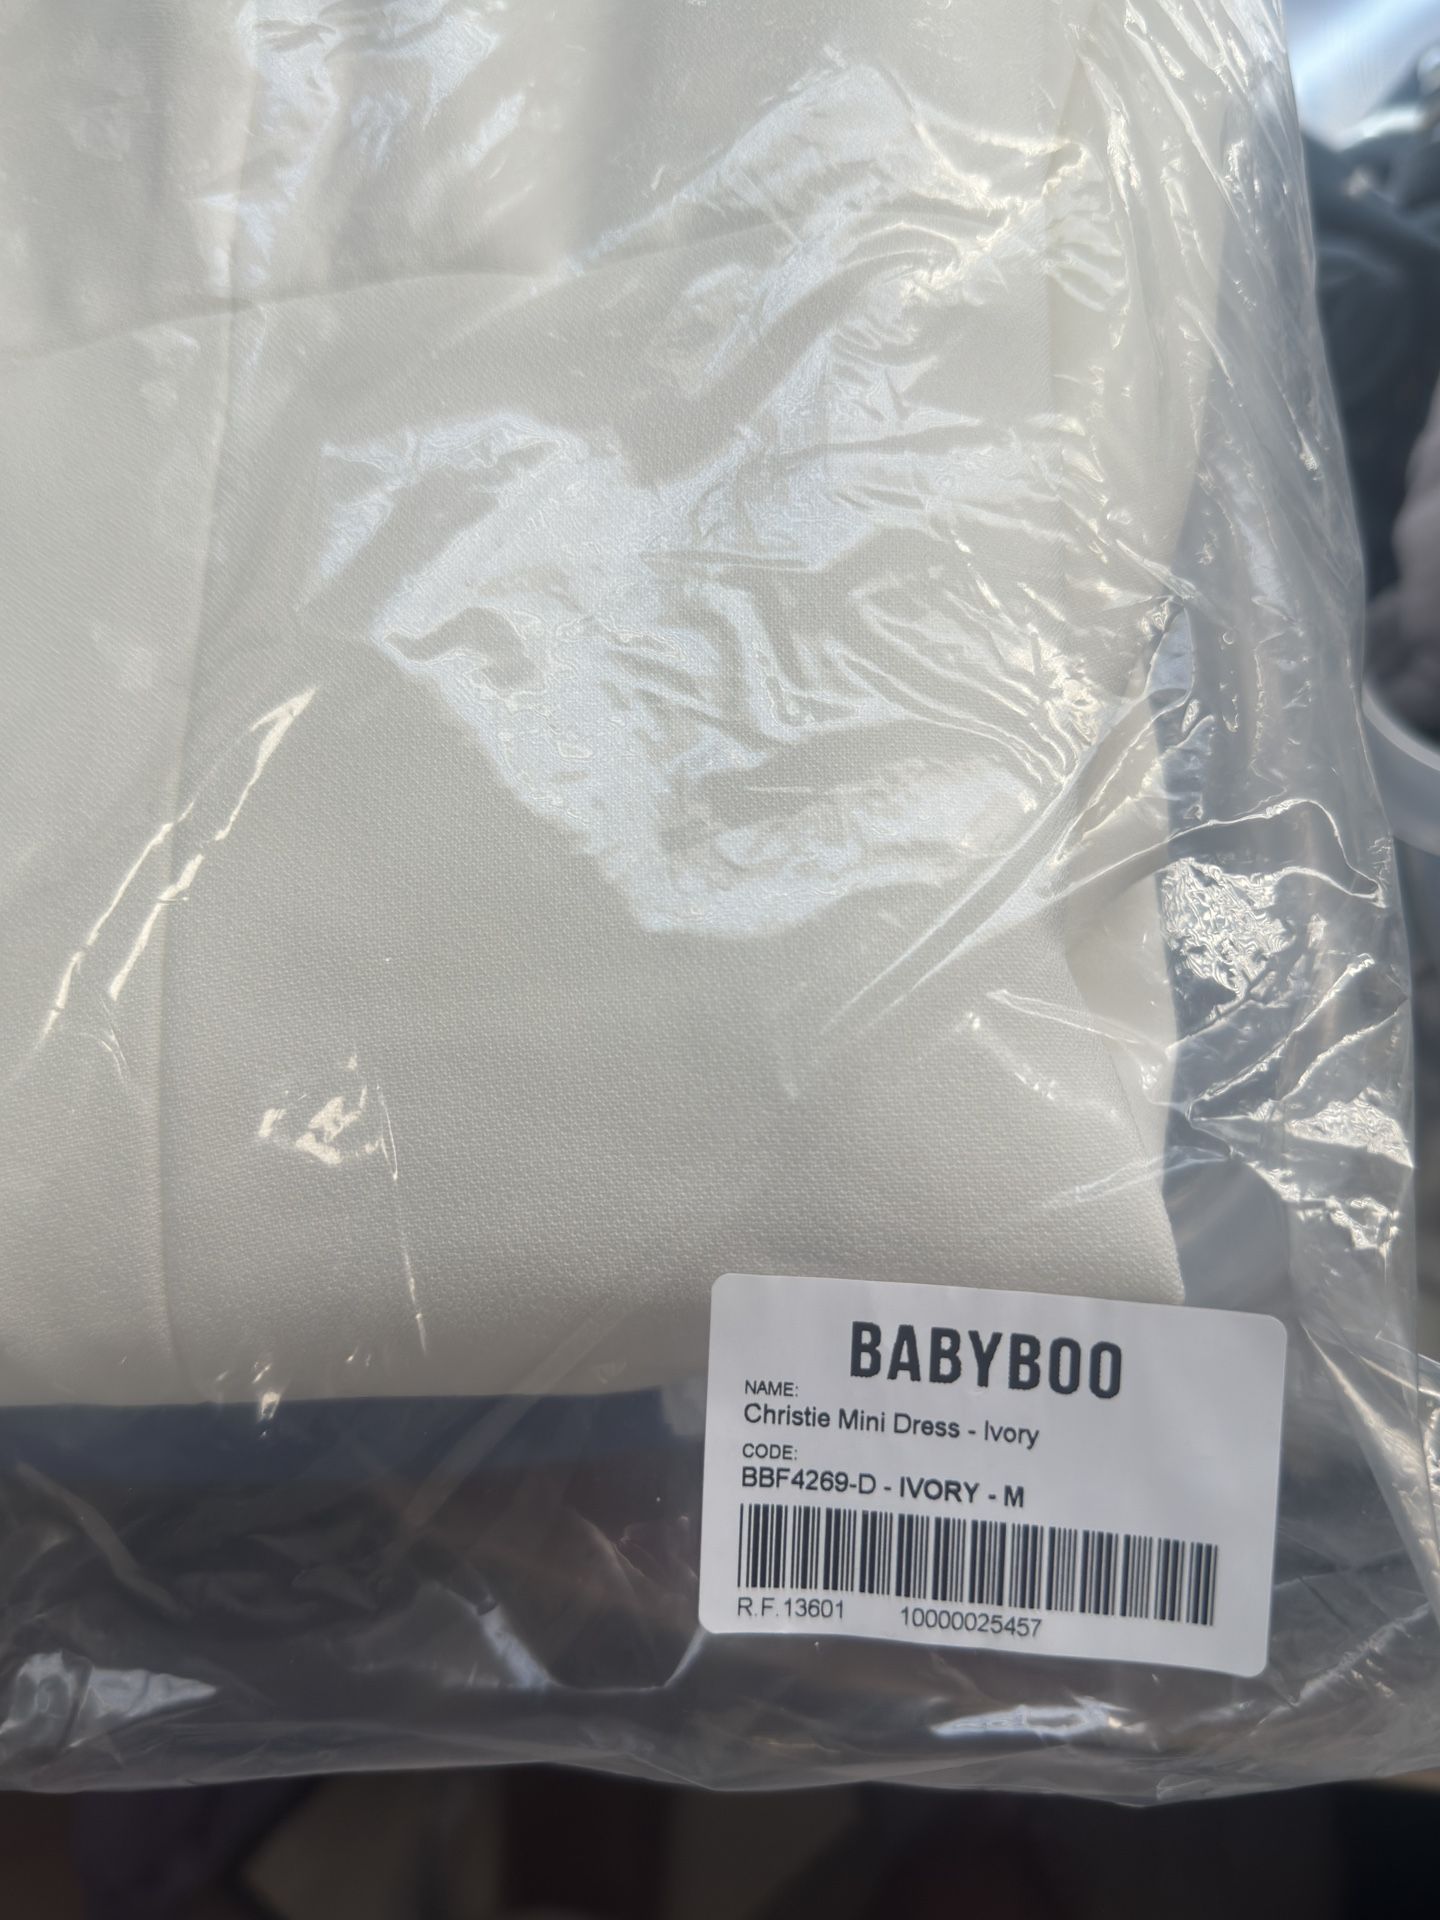 BABYBOO
NAME:
Christie Mini Dress - Ivory
CODE:
BBF4269-D - IVORY - M
R.F.13601 10000025457